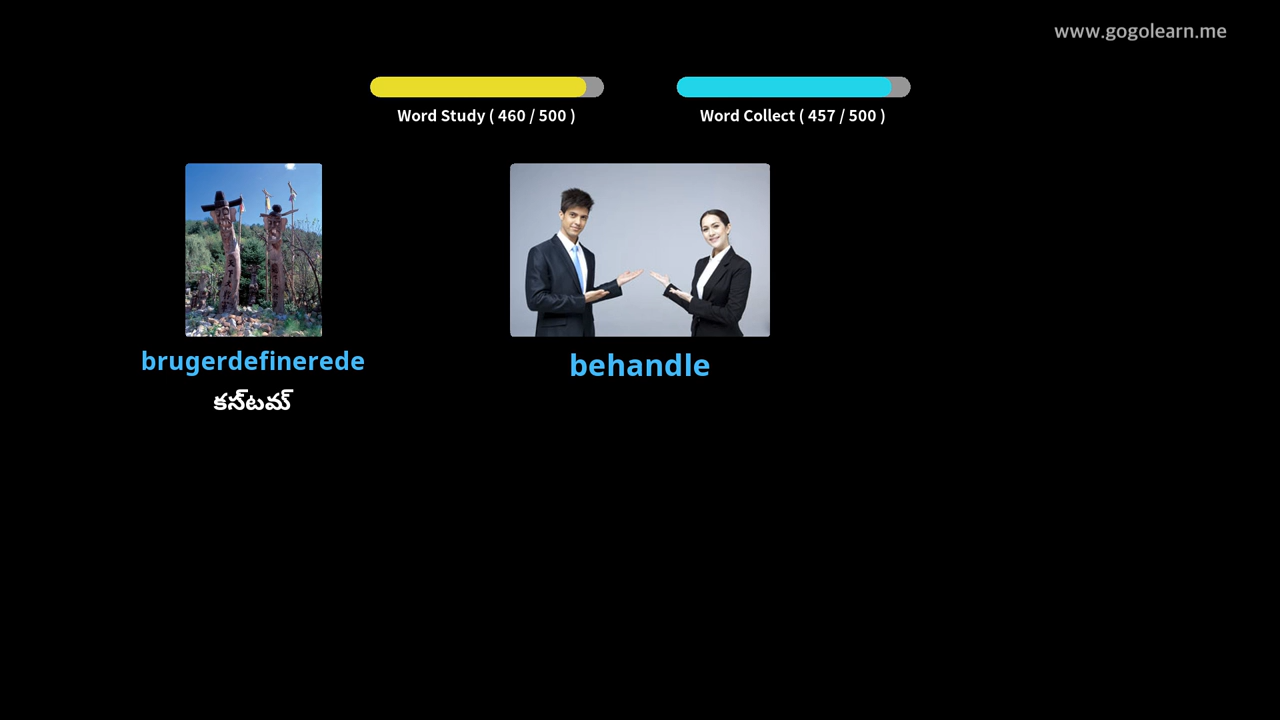 www.gogolearn.me
Word Study ( 460 / 500 )
Word Collect ( 457 / 500 )
brugerdefinerede
behandle
కస్‌టమ్